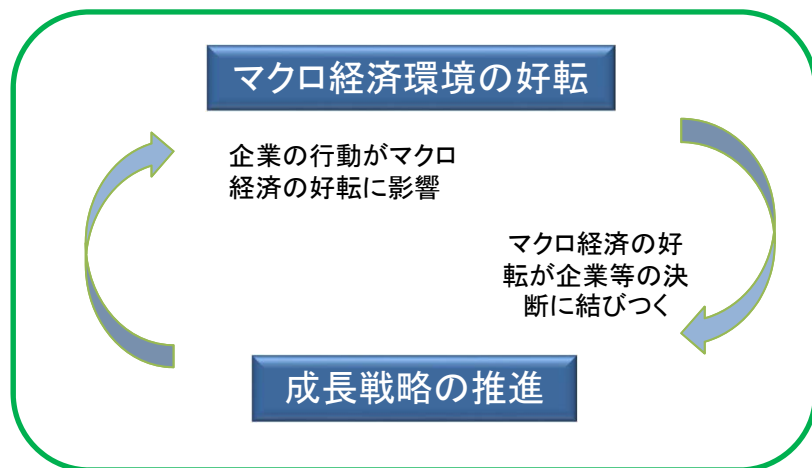 マクロ経済環境の好転
企業の行動がマクロ
経済の好転に影響
マクロ経済の好
転が企業等の決
断に結びつく
成長戦略の推進